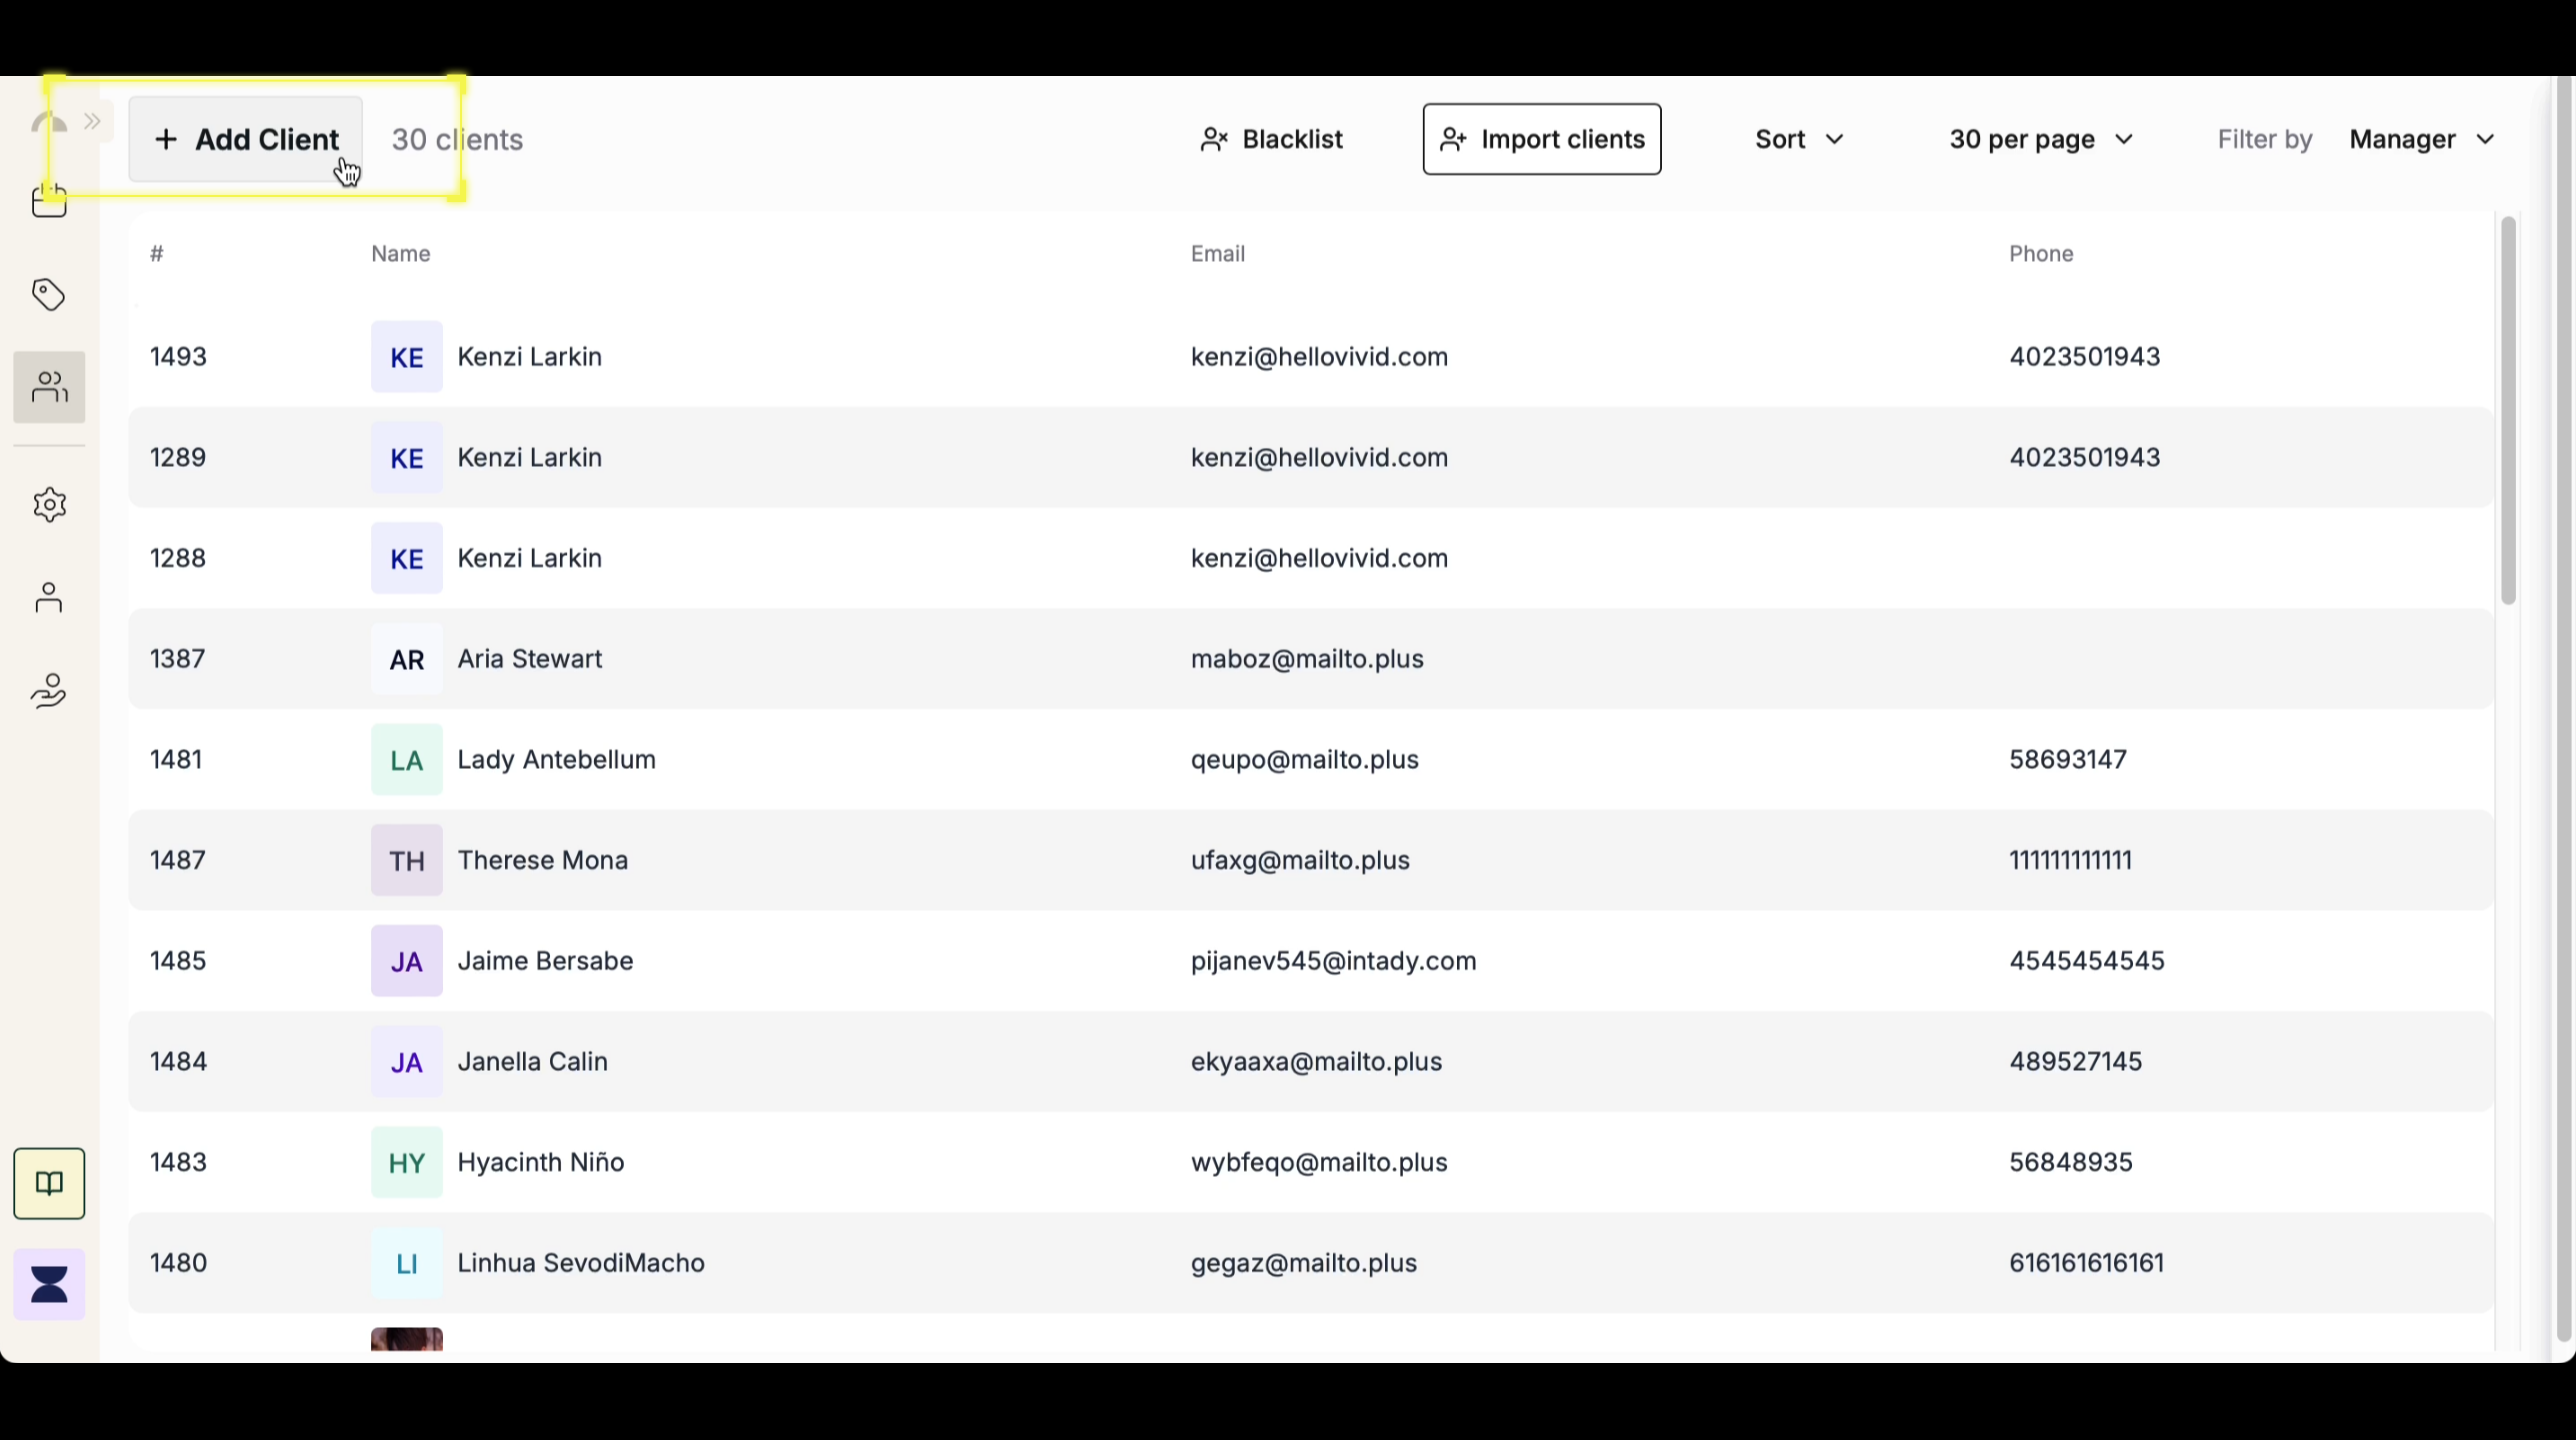 + Add Client 30 clients Blacklist Import clients Sort 30 per page Filter by Manager
# Name Email Phone
1493 KE Kenzi Larkin kenzi@hellovivid.com 4023501943
1289 KE Kenzi Larkin kenzi@hellovivid.com 4023501943
1288 KE Kenzi Larkin kenzi@hellovivid.com
1387 AR Aria Stewart maboz@mailto.plus
1481 LA Lady Antebellum qeupo@mailto.plus 58693147
1487 TH Therese Mona ufaxg@mailto.plus 111111111111
1485 JA Jaime Bersabe pijanev545@intady.com 4545454545
1484 JA Janella Calin ekyaaxa@mailto.plus 489527145
1483 HY Hyacinth Niño wybfeqo@mailto.plus 56848935
1480 LI Linhua SevodiMacho gegaz@mailto.plus 616161616161